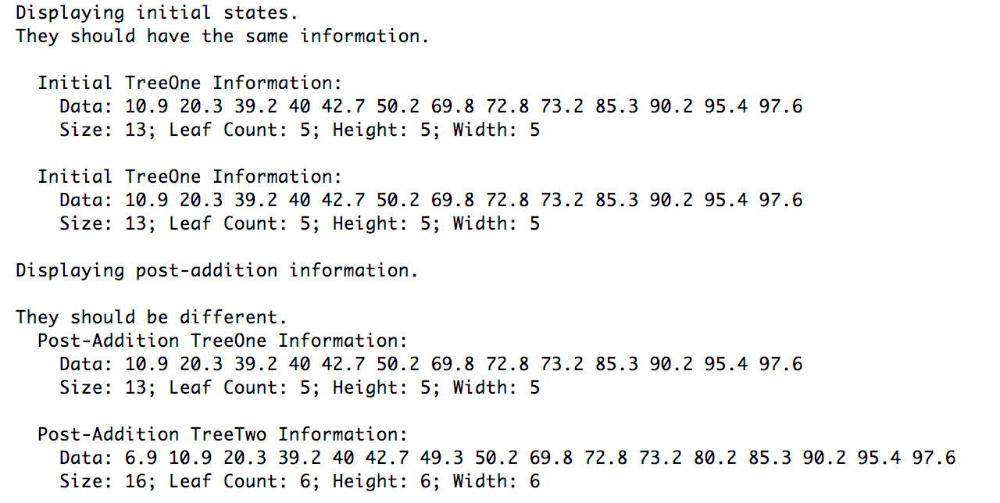 Displaying initial states.
They should have the same information.
Initial TreeOne Information:
Data: 10.9 20.3 39.2 40 42.7 50.2 69.8 72.8 73.2 85.3 90.2 95.4 97.6
Size: 13; Leaf Count: 5; Height: 5; Width: 5
Initial TreeOne Information:
Data: 10.9 20.3 39.2 40 42.7 50.2 69.8 72.8 73.2 85.3 90.2 95.4 97.6
Size: 13; Leaf Count: 5; Height: 5; Width: 5
Displaying post-addition information.
They should be different.
Post-Addition TreeOne Information:
Data: 10.9 20.3 39.2 40 42.7 50.2 69.8 72.8 73.2 85.3 90.2 95.4 97.6
Size: 13; Leaf Count: 5; Height: 5; Width: 5
Post-Addition TreeTwo Information:
Data: 6.9 10.9 20.3 39.2 40 42.7 49.3 50.2 69.8 72.8 73.2 80.2 85.3 90.2 95.4 97.6
Size: 16; Leaf Count: 6; Height: 6; Width: 6